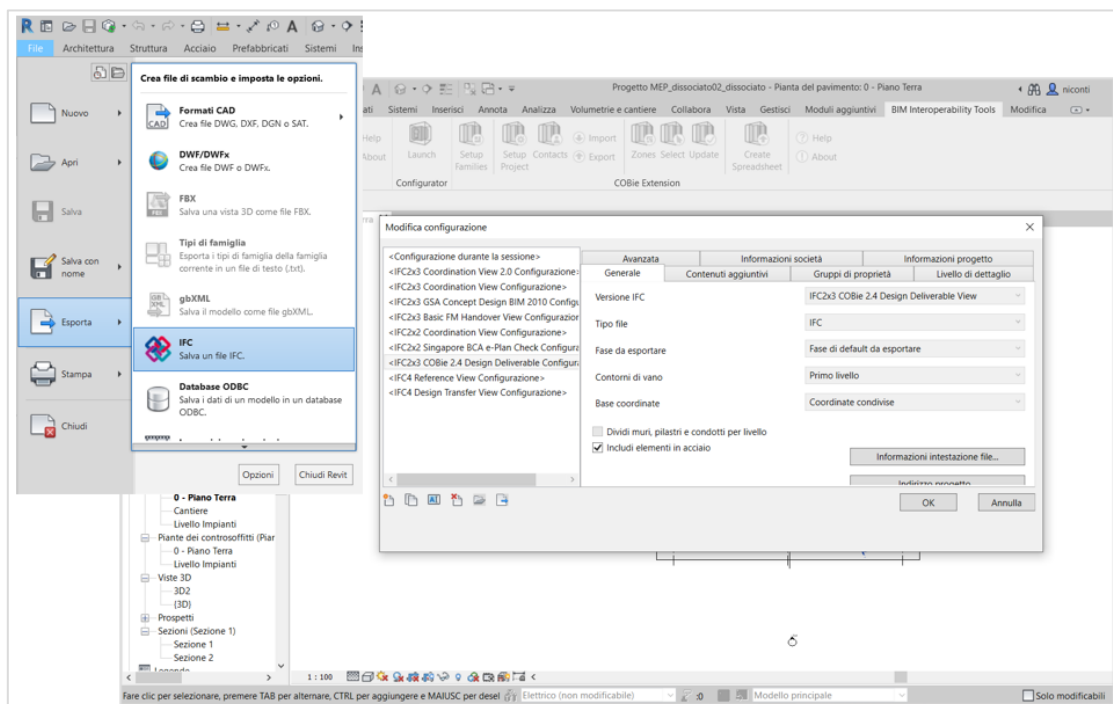 File Architettura Struttura Acciaio Prefabbricati Sistemi Ins
Crea file di scambio e imposta le opzioni.
Nuovo
Apri
Salva
Salva con
nome
Esporta
Stampa
Chiudi
CAD
Formati CAD
Crea file DWG, DXF, DGN o SAT.
DWF/DWFx
Crea file DWF o DWFx.
FBX
FBX
Salva una vista 3D come file FBX.
Tipi di famiglia
Esporta i tipi di famiglia della famiglia
corrente in un file di testo (.txt).
gbXML
Salva il modello come file gbXML.
IFC
Salva un file IFC.
Database ODBC
Salva i dati di un modello in un database
ODBC.
Opzioni Chiudi Revit
Progetto MEP_dissociato02_dissociato - Pianta del pavimento: 0 - Piano Terra
niconti
ati Sistemi Inserisci Annota Analizza Volumetrie e cantiere Collabora Vista Gestisci Moduli aggiuntivi BIM Interoperability Tools Modifica
Help
About
Launch
Setup
Families
Setup
Project
Contacts
Import
Export
Zones Select Update
Create
Spreadsheet
Help
About
Configurator COBie Extension
Modifica configurazione
<Configurazione durante la sessione>
<IFC2x3 Coordination View 2.0 Configurazione>
<IFC2x3 Coordination View Configurazione>
<IFC2x3 GSA Concept Design BIM 2010 Configu
<IFC2x3 Basic FM Handover View Configurazior
<IFC2x2 Coordination View Configurazione>
<IFC2x2 Singapore BCA e-Plan Check Configura
<IFC2x3 COBie 2.4 Design Deliverable Configura
<IFC4 Reference View Configurazione>
<IFC4 Design Transfer View Configurazione>
Avanzata Informazioni società Informazioni progetto
Generale Contenuti aggiuntivi Gruppi di proprietà Livello di dettaglio
Versione IFC IFC2x3 COBie 2.4 Design Deliverable View
Tipo file IFC
Fase da esportare Fase di default da esportare
Contorni di vano Primo livello
Base coordinate Coordinate condivise
Dividi muri, pilastri e condotti per livello
Includi elementi in acciaio
Informazioni intestazione file...
Indirizzo progetto
OK Annulla
0 - Piano Terra
Cantiere
Livello Impianti
Piante dei controsoffitti (Piar
0 - Piano Terra
Livello Impianti
Viste 3D
3D2
{3D}
Prospetti
Sezioni (Sezione 1)
Sezione 1
Sezione 2
Legende
1 : 100
Fare clic per selezionare, premere TAB per alternare, CTRL per aggiungere e MAIUSC per desel
Elettrico (non modificabile) :0 Modello principale Solo modificabili